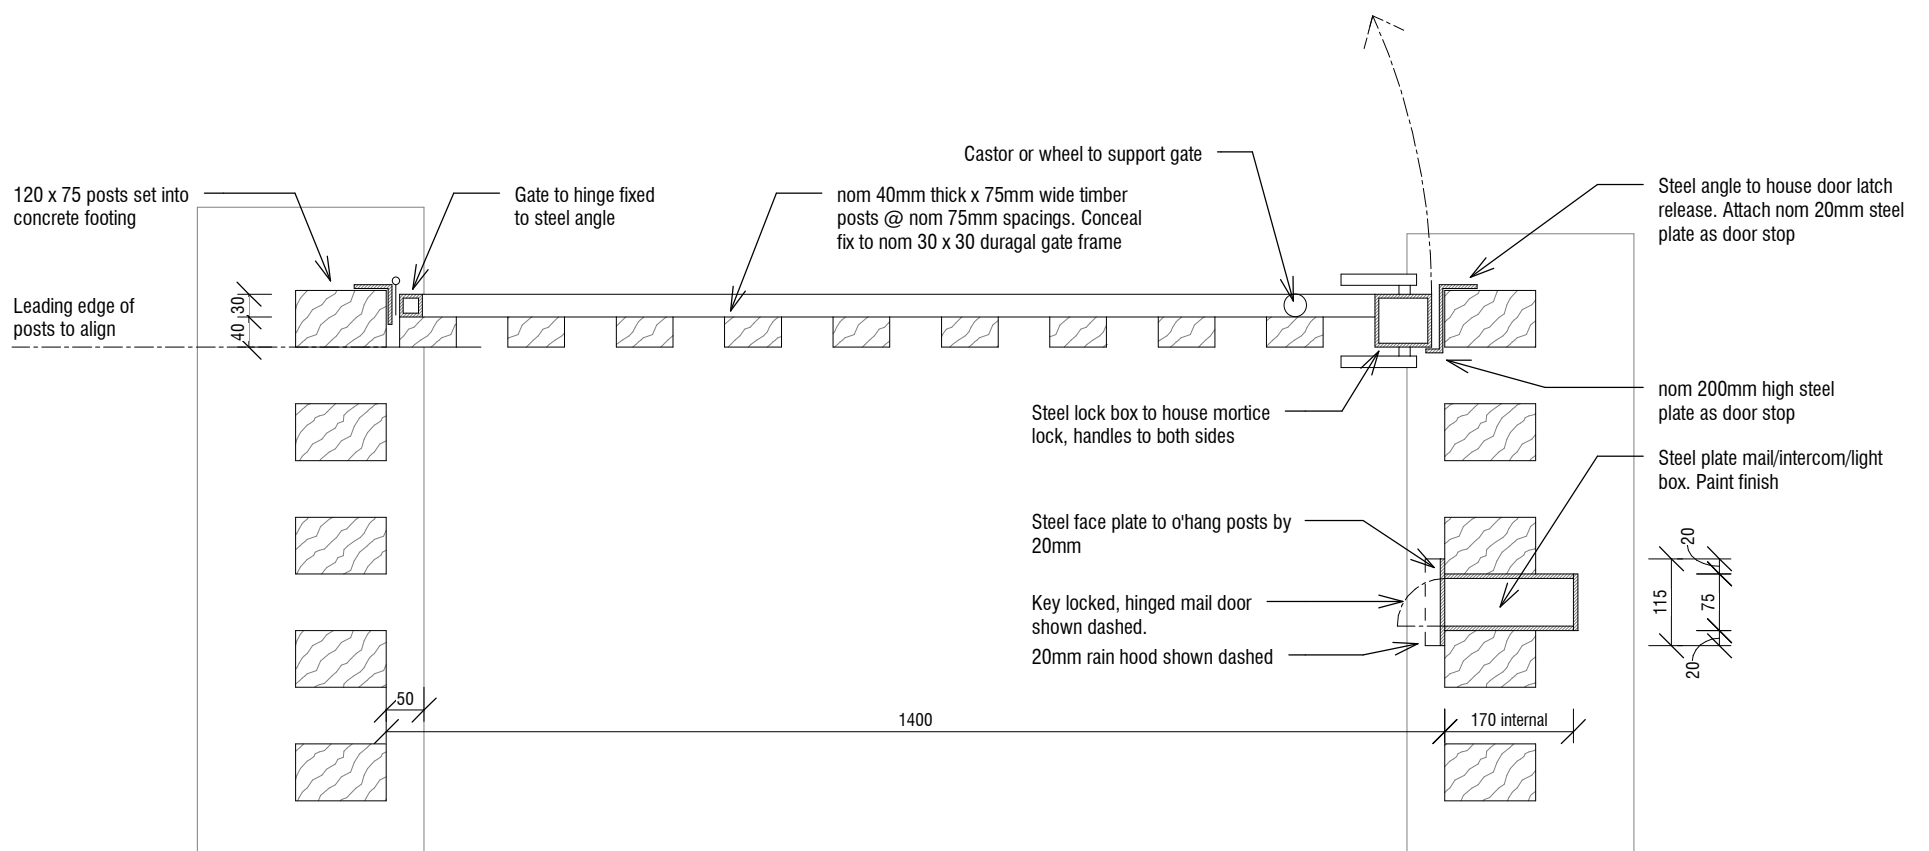 Castor or wheel to support gate
120 x 75 posts set into
concrete footing
Gate to hinge fixed
to steel angle
nom 40mm thick x 75mm wide timber
posts @ nom 75mm spacings. Conceal
fix to nom 30 x 30 duragal gate frame
Steel angle to house door latch
release. Attach nom 20mm steel
plate as door stop
Leading edge of
posts to align
30
40
nom 200mm high steel
plate as door stop
Steel lock box to house mortice
lock, handles to both sides
Steel plate mail/intercom/light
box. Paint finish
Steel face plate to o'hang posts by
20mm
Key locked, hinged mail door
shown dashed.
20mm rain hood shown dashed
20
115
75
20
50
1400
170 internal